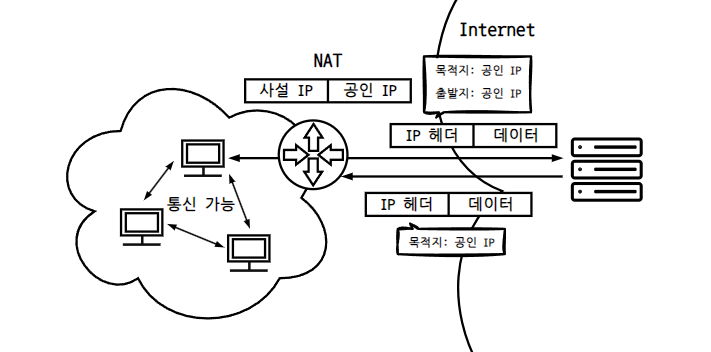 Internet
NAT
사설 IP 공인 IP
목적지: 공인 IP
출발지: 공인 IP
IP 헤더 데이터
통신 가능
IP 헤더 데이터
목적지: 공인 IP